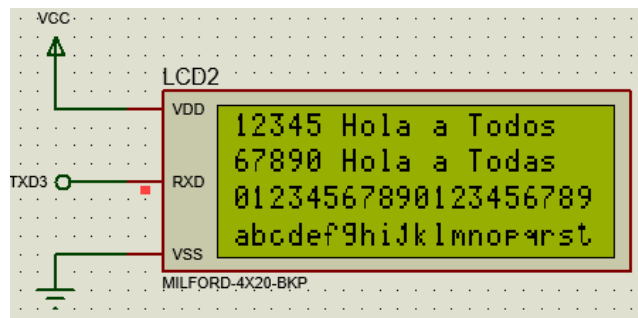 VCC
LCD2
VDD
12345 Hola a Todos
67890 Hola a Todas
TXD3
RXD
01234567890123456789
abcdefghijklmnopqrst
VSS
MILFORD-4X20-BKP